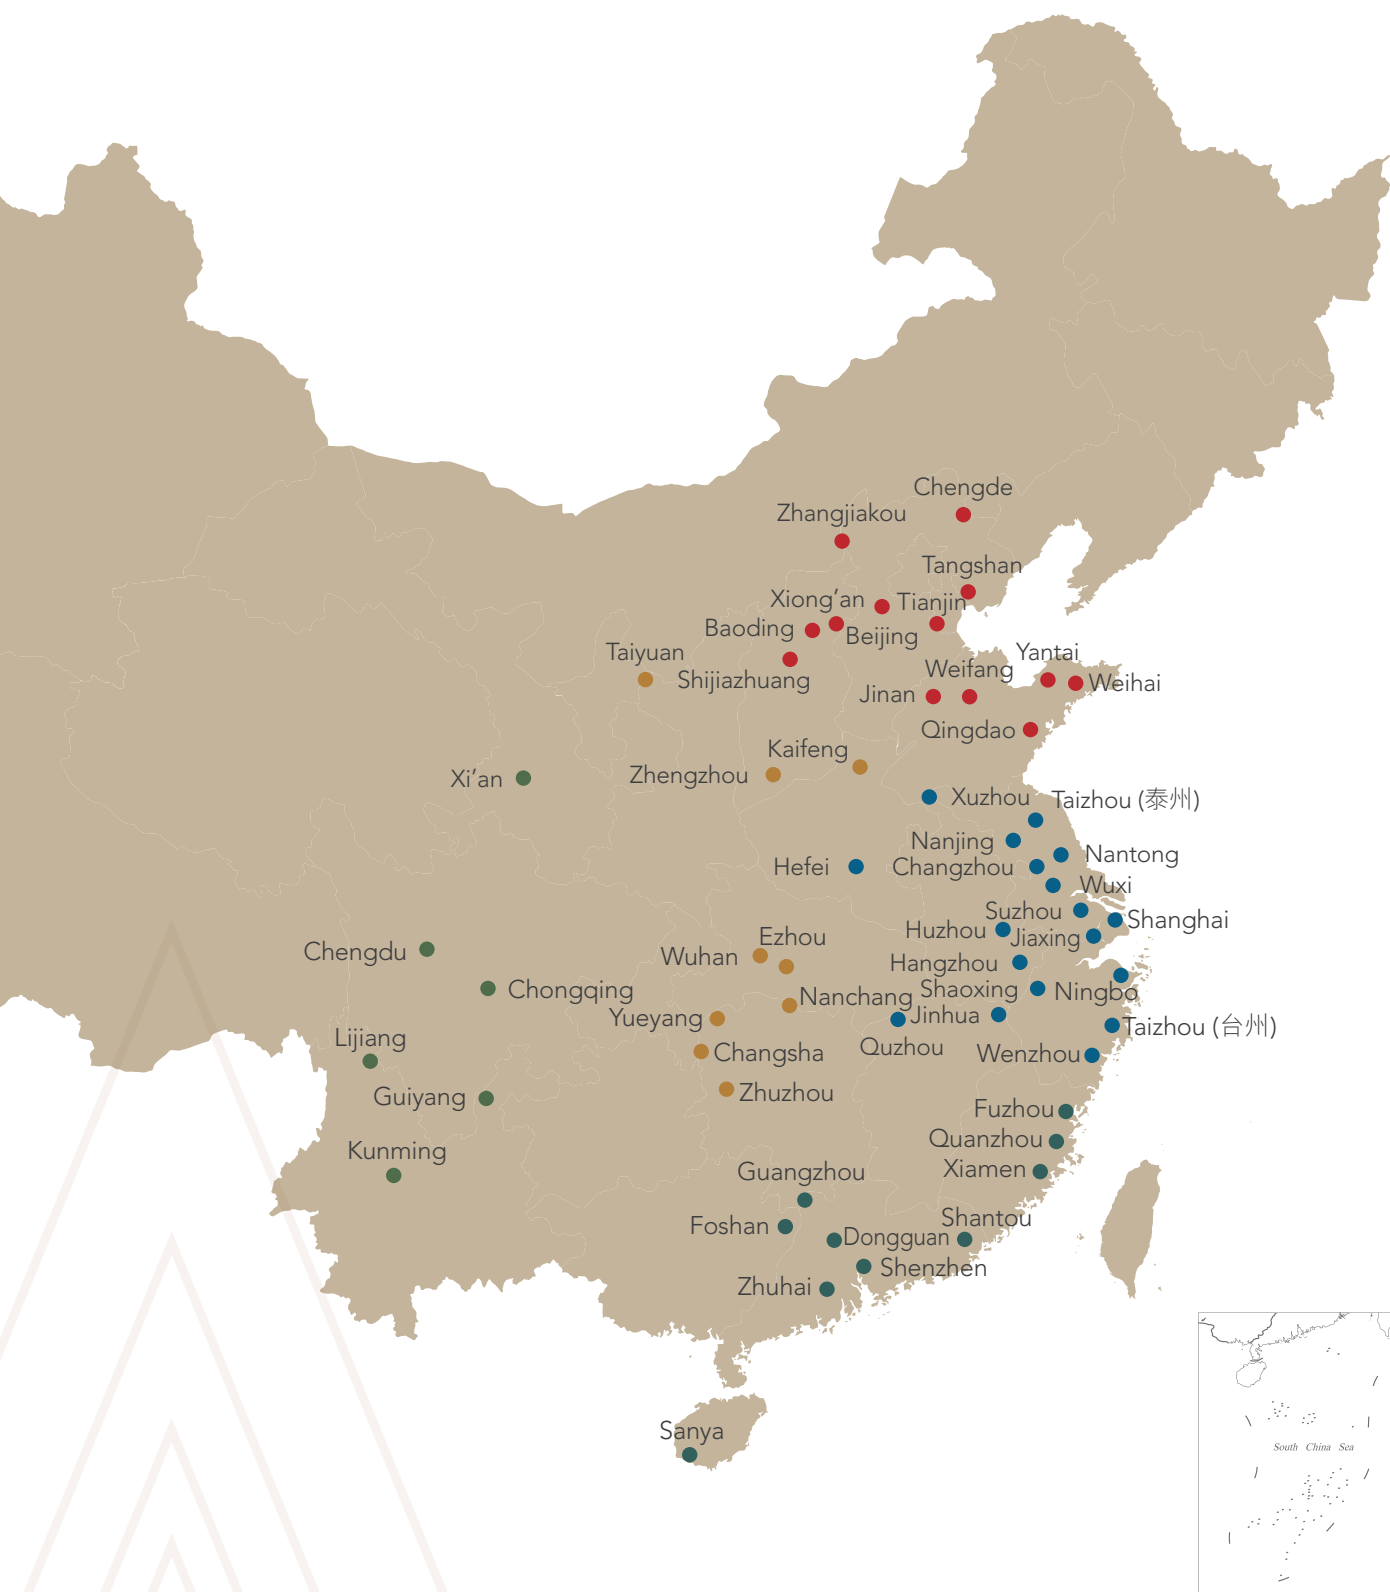 Chengde
Zhangjiakou
Tangshan
Xiong’an
Tianjin
Baoding
Beijing
Taiyuan
Yantai
Weifang
Shijiazhuang
Weihai
Jinan
Qingdao
Kaifeng
Zhengzhou
Xi’an
Xuzhou
Taizhou (泰州)
Nanjing
Nantong
Hefei
Changzhou
Wuxi
Suzhou
Shanghai
Huzhou
Jiaxing
Ezhou
Chengdu
Wuhan
Hangzhou
Chongqing
Shaoxing
Ningbo
Nanchang
Yueyang
Jinhua
Taizhou (台州)
Lijiang
Quzhou
Changsha
Wenzhou
Guiyang
Zhuzhou
Fuzhou
Quanzhou
Kunming
Xiamen
Guangzhou
Shantou
Foshan
Dongguan
Shenzhen
Zhuhai
Sanya
South China Sea